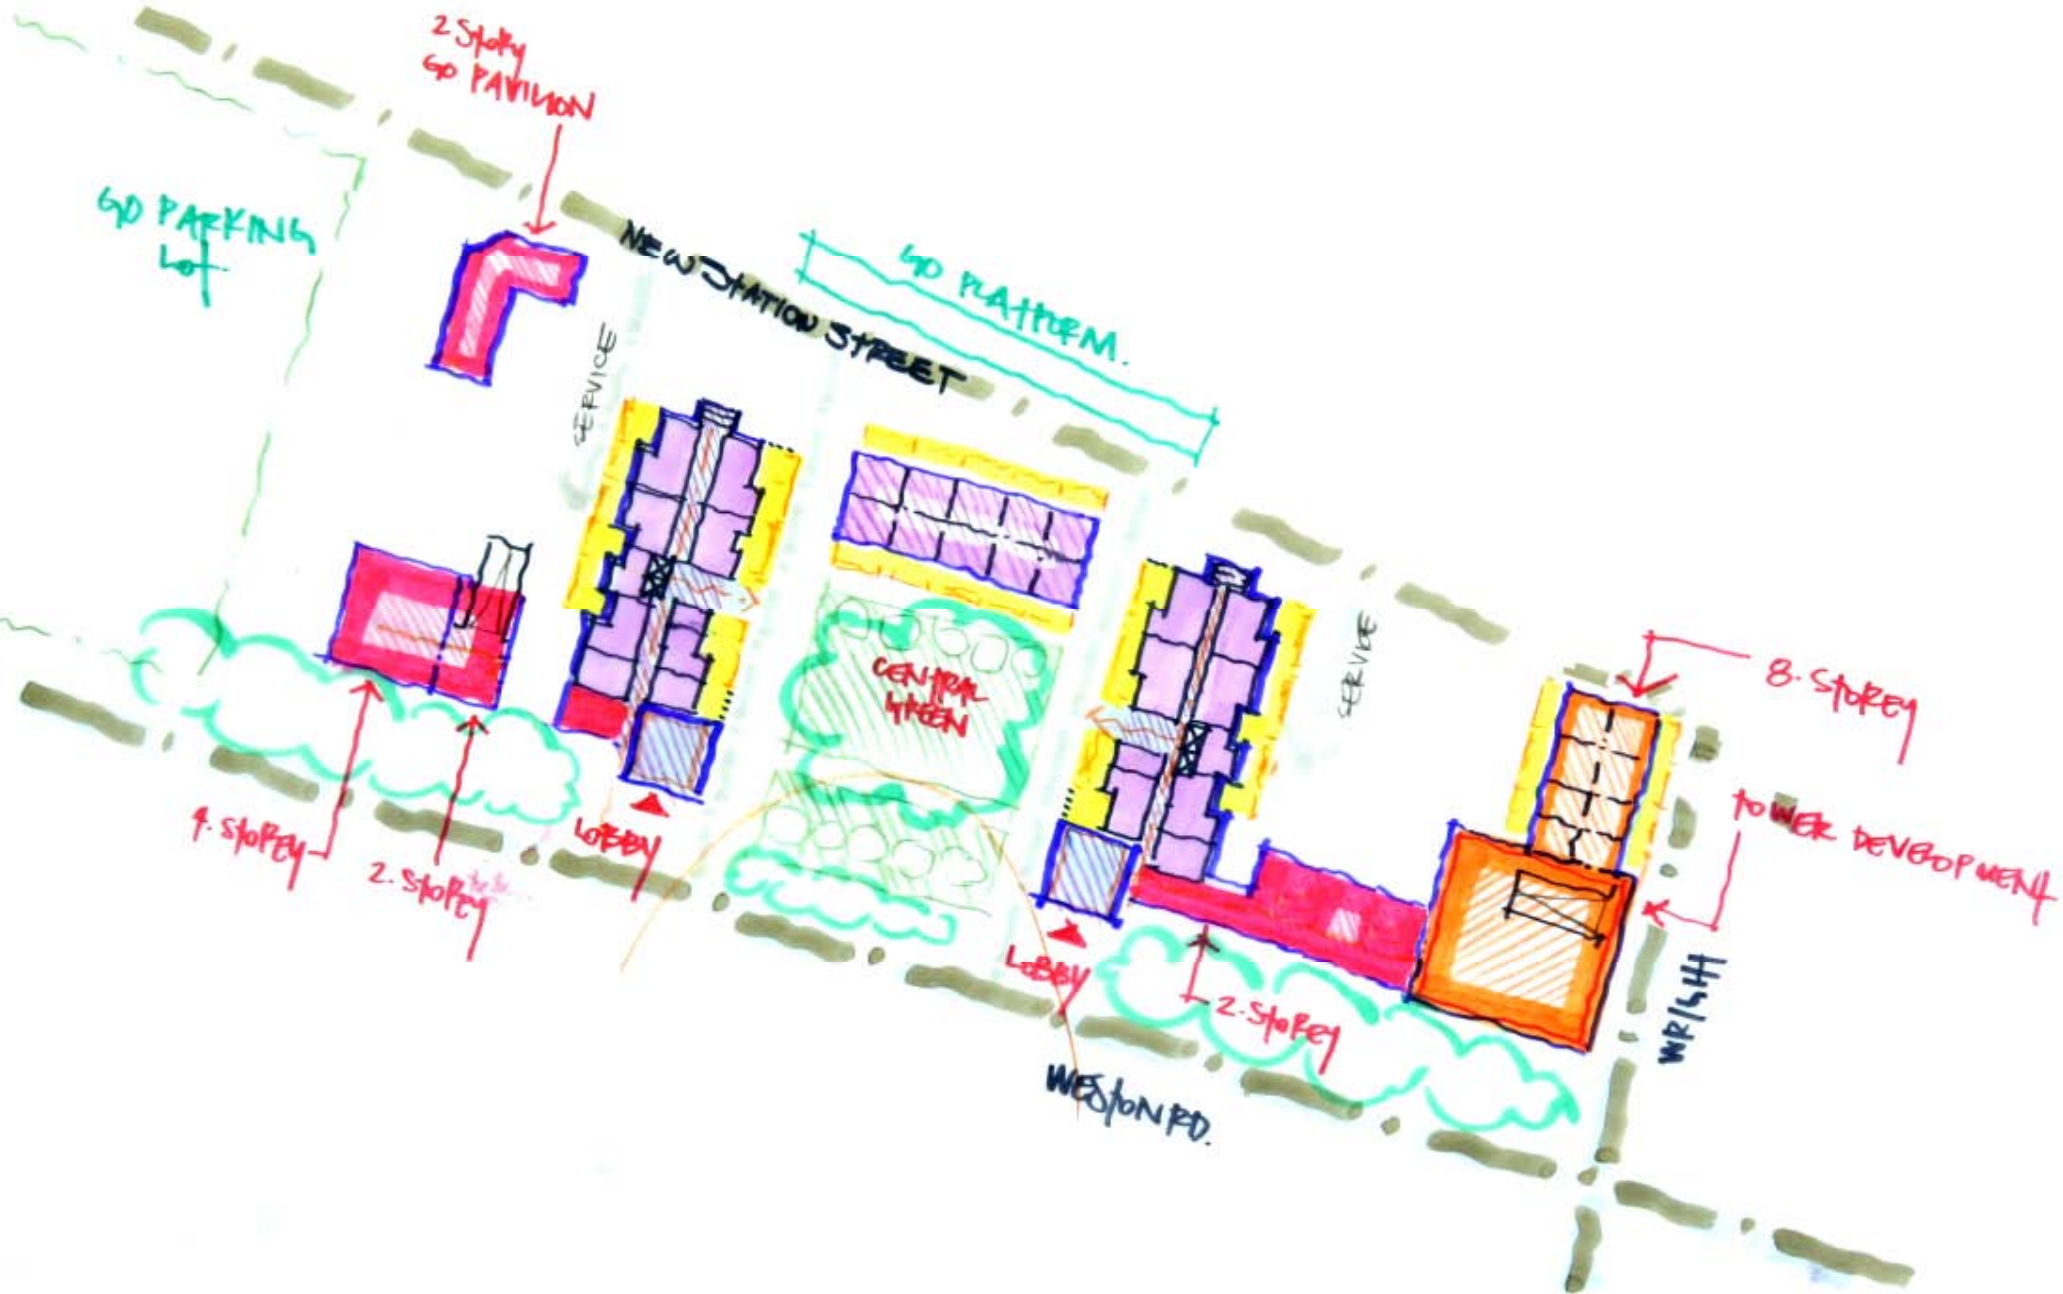 2 Story
GO PAVILION
GO PARKING
Lot
NEW STATION STREET
GO PLATFORM.
SERVICE
SERVICE
CENTRAL
GREEN
8. STOREY
TOWER DEVELOPMENT
4. STOREY
2. STOREY
LOBBY
LOBBY
2. STOREY
WRIGHT
WESTON RD.